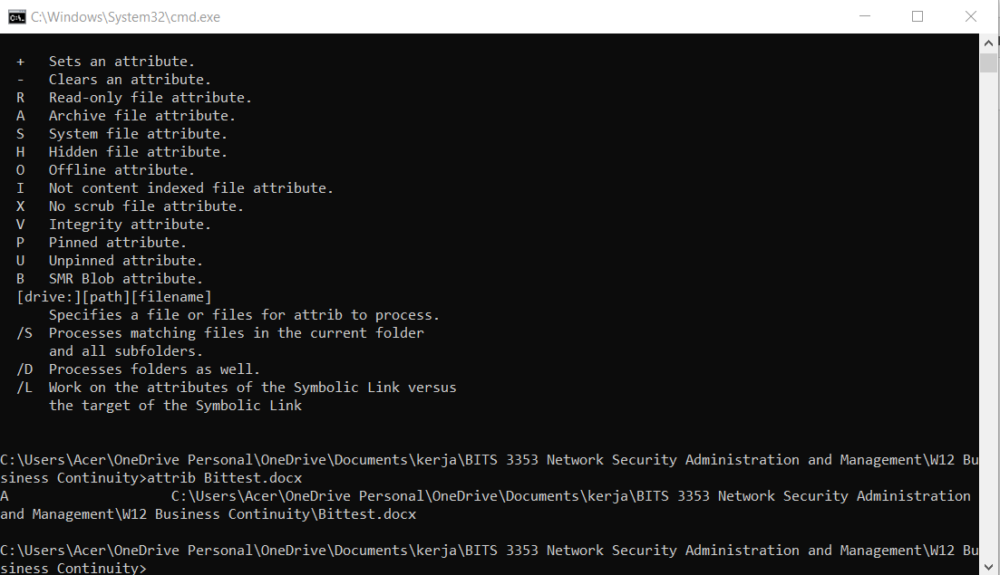 C:\Windows\System32\cmd.exe
+ Sets an attribute.
- Clears an attribute.
R Read-only file attribute.
A Archive file attribute.
S System file attribute.
H Hidden file attribute.
O Offline attribute.
I Not content indexed file attribute.
X No scrub file attribute.
V Integrity attribute.
P Pinned attribute.
U Unpinned attribute.
B SMR Blob attribute.
[drive:][path][filename]
Specifies a file or files for attrib to process.
/S Processes matching files in the current folder
and all subfolders.
/D Processes folders as well.
/L Work on the attributes of the Symbolic Link versus
the target of the Symbolic Link
C:\Users\Acer\OneDrive Personal\OneDrive\Documents\kerja\BITS 3353 Network Security Administration and Management\W12 Bu
siness Continuity>attrib Bittest.docx
A C:\Users\Acer\OneDrive Personal\OneDrive\Documents\kerja\BITS 3353 Network Security Administration
and Management\W12 Business Continuity\Bittest.docx
C:\Users\Acer\OneDrive Personal\OneDrive\Documents\kerja\BITS 3353 Network Security Administration and Management\W12 Bu
siness Continuity>